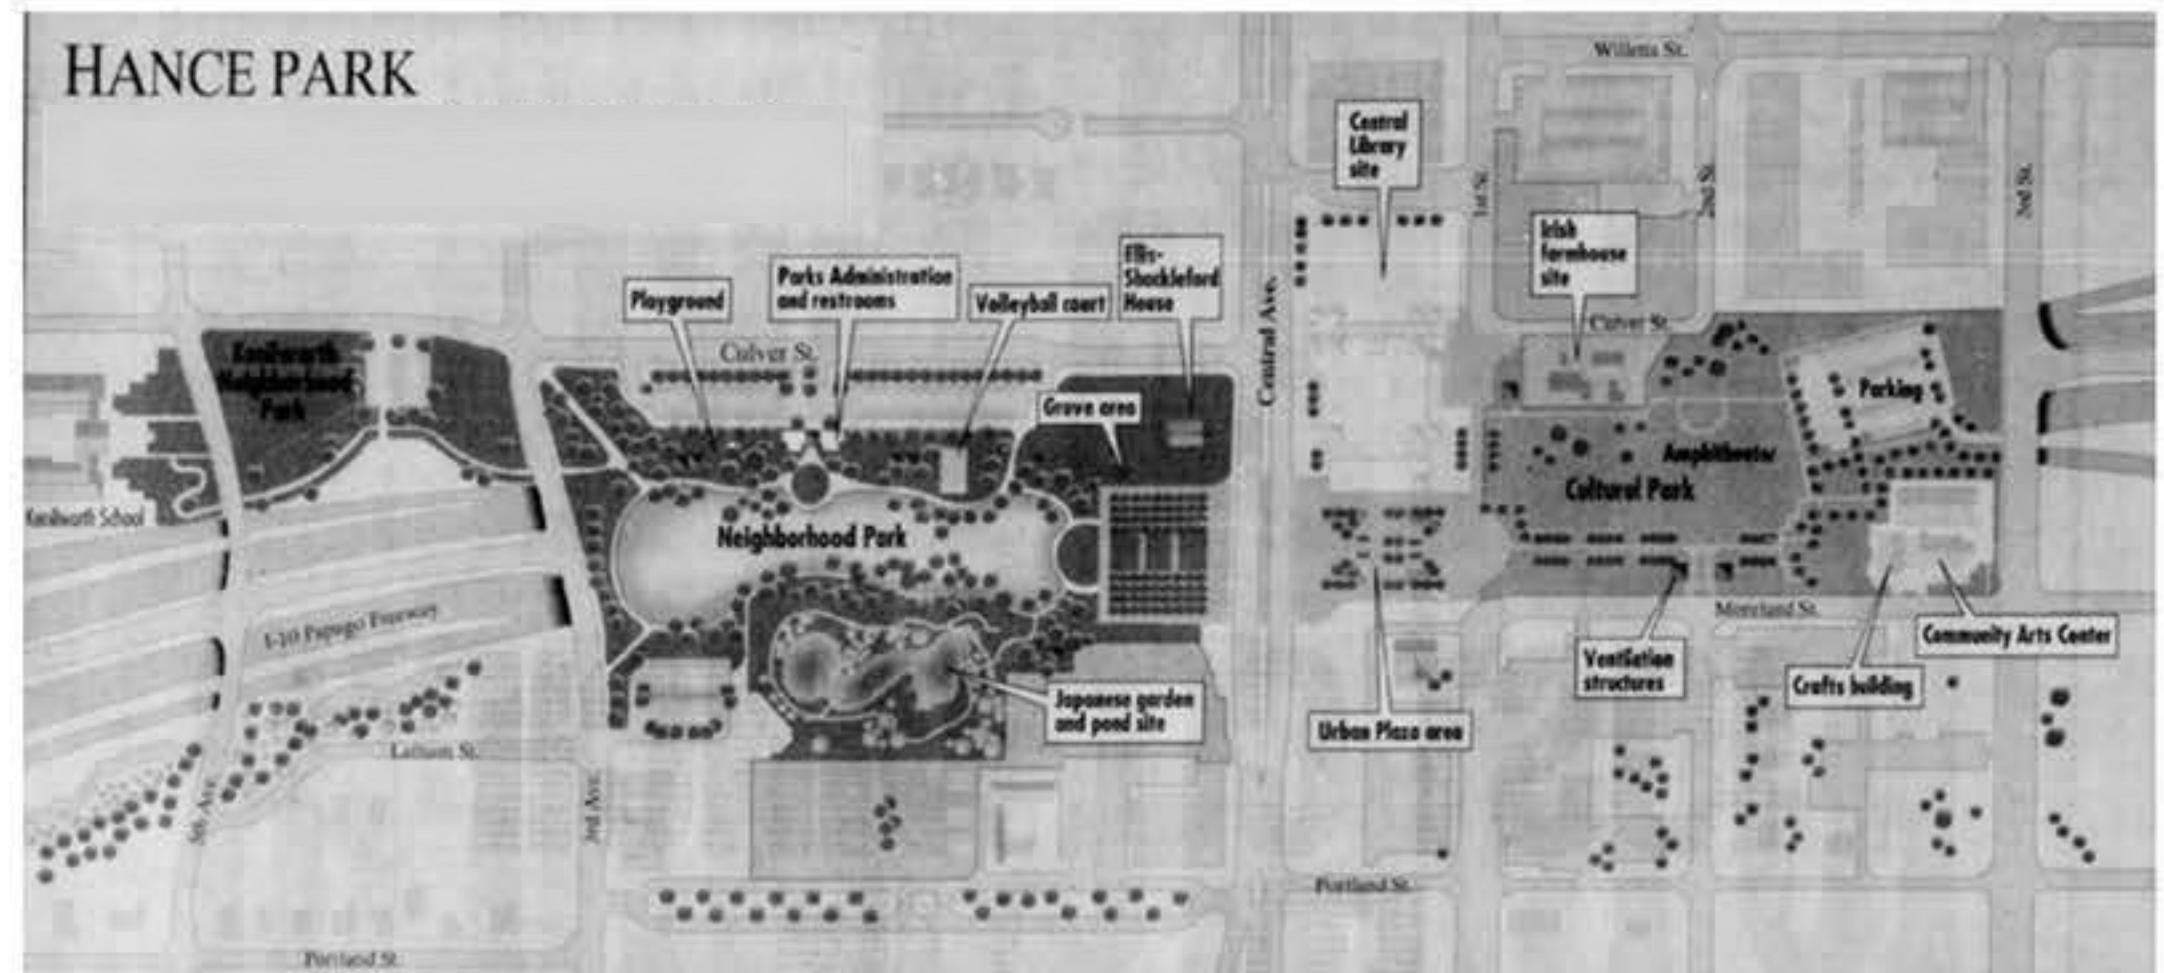 HANCE PARK
Willetta St.
Central
Library
site
1st St.
2nd St.
3rd St.
Irish
farmhouse
site
Ellis-
Shackleford
House
Parks Administration
and restrooms
Playground
Volleyball court
Central Ave.
Culver St.
Culver St.
Kenilworth
Neighborhood
Park
Parking
Grove area
Amphitheater
Cultural Park
Kenilworth School
Neighborhood Park
I-10 Papago Freeway
Moreland St.
Community Arts Center
Ventilation
structures
Crafts building
Japanese garden
and pond site
Urban Plaza area
Latham St.
5th Ave.
3rd Ave.
Portland St.
Portland St.